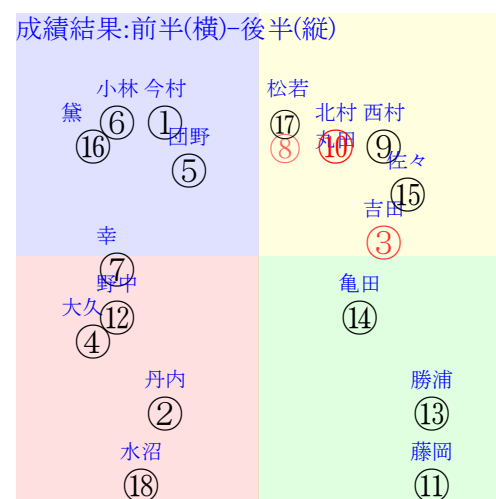 成績結果:前半(横)−後半(縦)
小林 今村 松若
黛 ⑥ ① ⑰ 北村 西村
⑯ 団野 ⑧ 丸田 ⑩ ⑨ 佐々
⑤ ⑮
吉田
幸 ③
⑦
野中 亀田
大久 ⑫ ⑭
④
丹内 勝浦
② ⑬
水沼 藤岡
⑱ ⑪